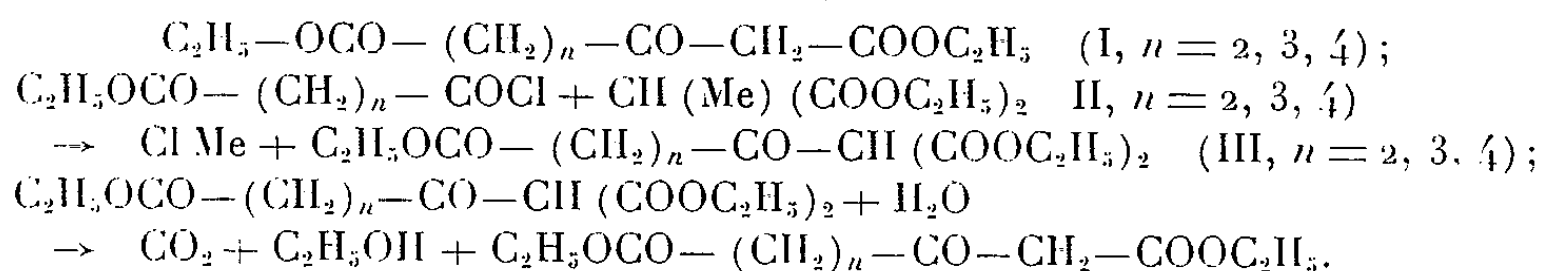 C₂H₅—OCO— (CH₂)ₙ—CO—CH₂—COOC₂H₅ (I, n = 2, 3, 4);
C₂H₅OCO— (CH₂)ₙ— COCl + CH (Me) (COOC₂H₅)₂ II, n = 2, 3, 4)
→ Cl Me + C₂H₅OCO— (CH₂)ₙ—CO—CH (COOC₂H₅)₂ (III, n = 2, 3. 4);
C₂H₅OCO—(CH₂)ₙ—CO—CH (COOC₂H₅)₂ + H₂O
→ CO₂ + C₂H₅OH + C₂H₅OCO— (CH₂)ₙ—CO—CH₂—COOC₂H₅.